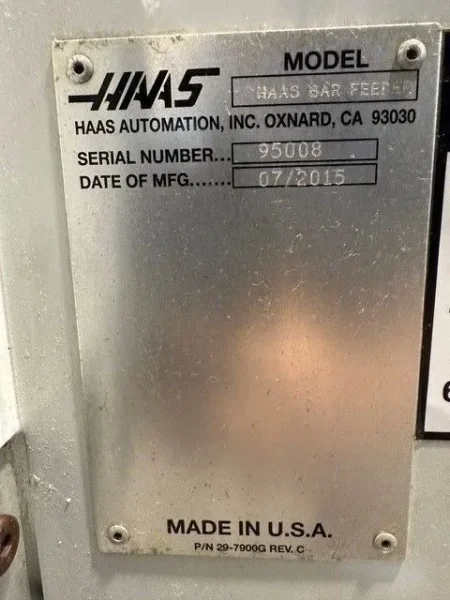 HAAS
MODEL
HAAS BAR FEEDER
HAAS AUTOMATION, INC. OXNARD, CA 93030
SERIAL NUMBER... 95008
DATE OF MFG....... 07/2015
MADE IN U.S.A.
P/N 29-7900G REV. C